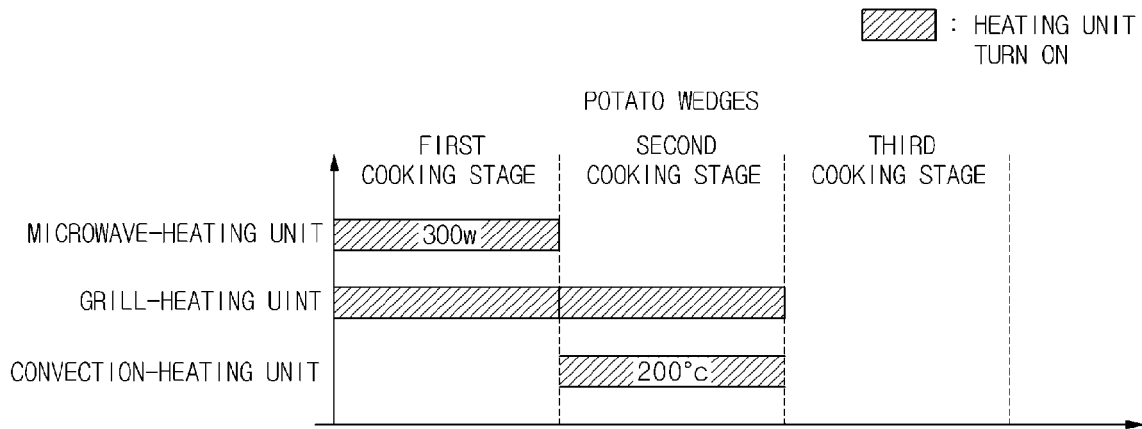 : HEATING UNIT
TURN ON
POTATO WEDGES
FIRST
COOKING STAGE
SECOND
COOKING STAGE
THIRD
COOKING STAGE
MICROWAVE-HEATING UNIT
300w
GRILL-HEATING UINT
CONVECTION-HEATING UNIT
200°c